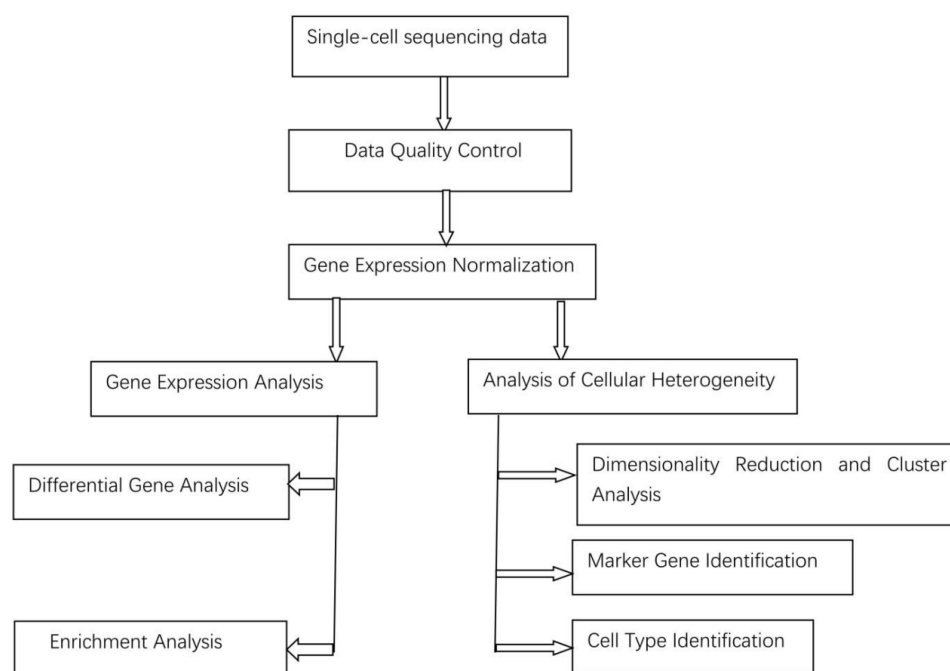 Single-cell sequencing data
Data Quality Control
Gene Expression Normalization
Gene Expression Analysis
Analysis of Cellular Heterogeneity
Differential Gene Analysis
Dimensionality Reduction and Cluster
Analysis
Marker Gene Identification
Enrichment Analysis
Cell Type Identification